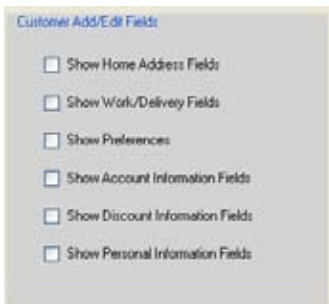 Customer Add/Edit Fields
Show Home Address Fields
Show Work/Delivery Fields
Show Preferences
Show Account Information Fields
Show Discount Information Fields
Show Personal Information Fields